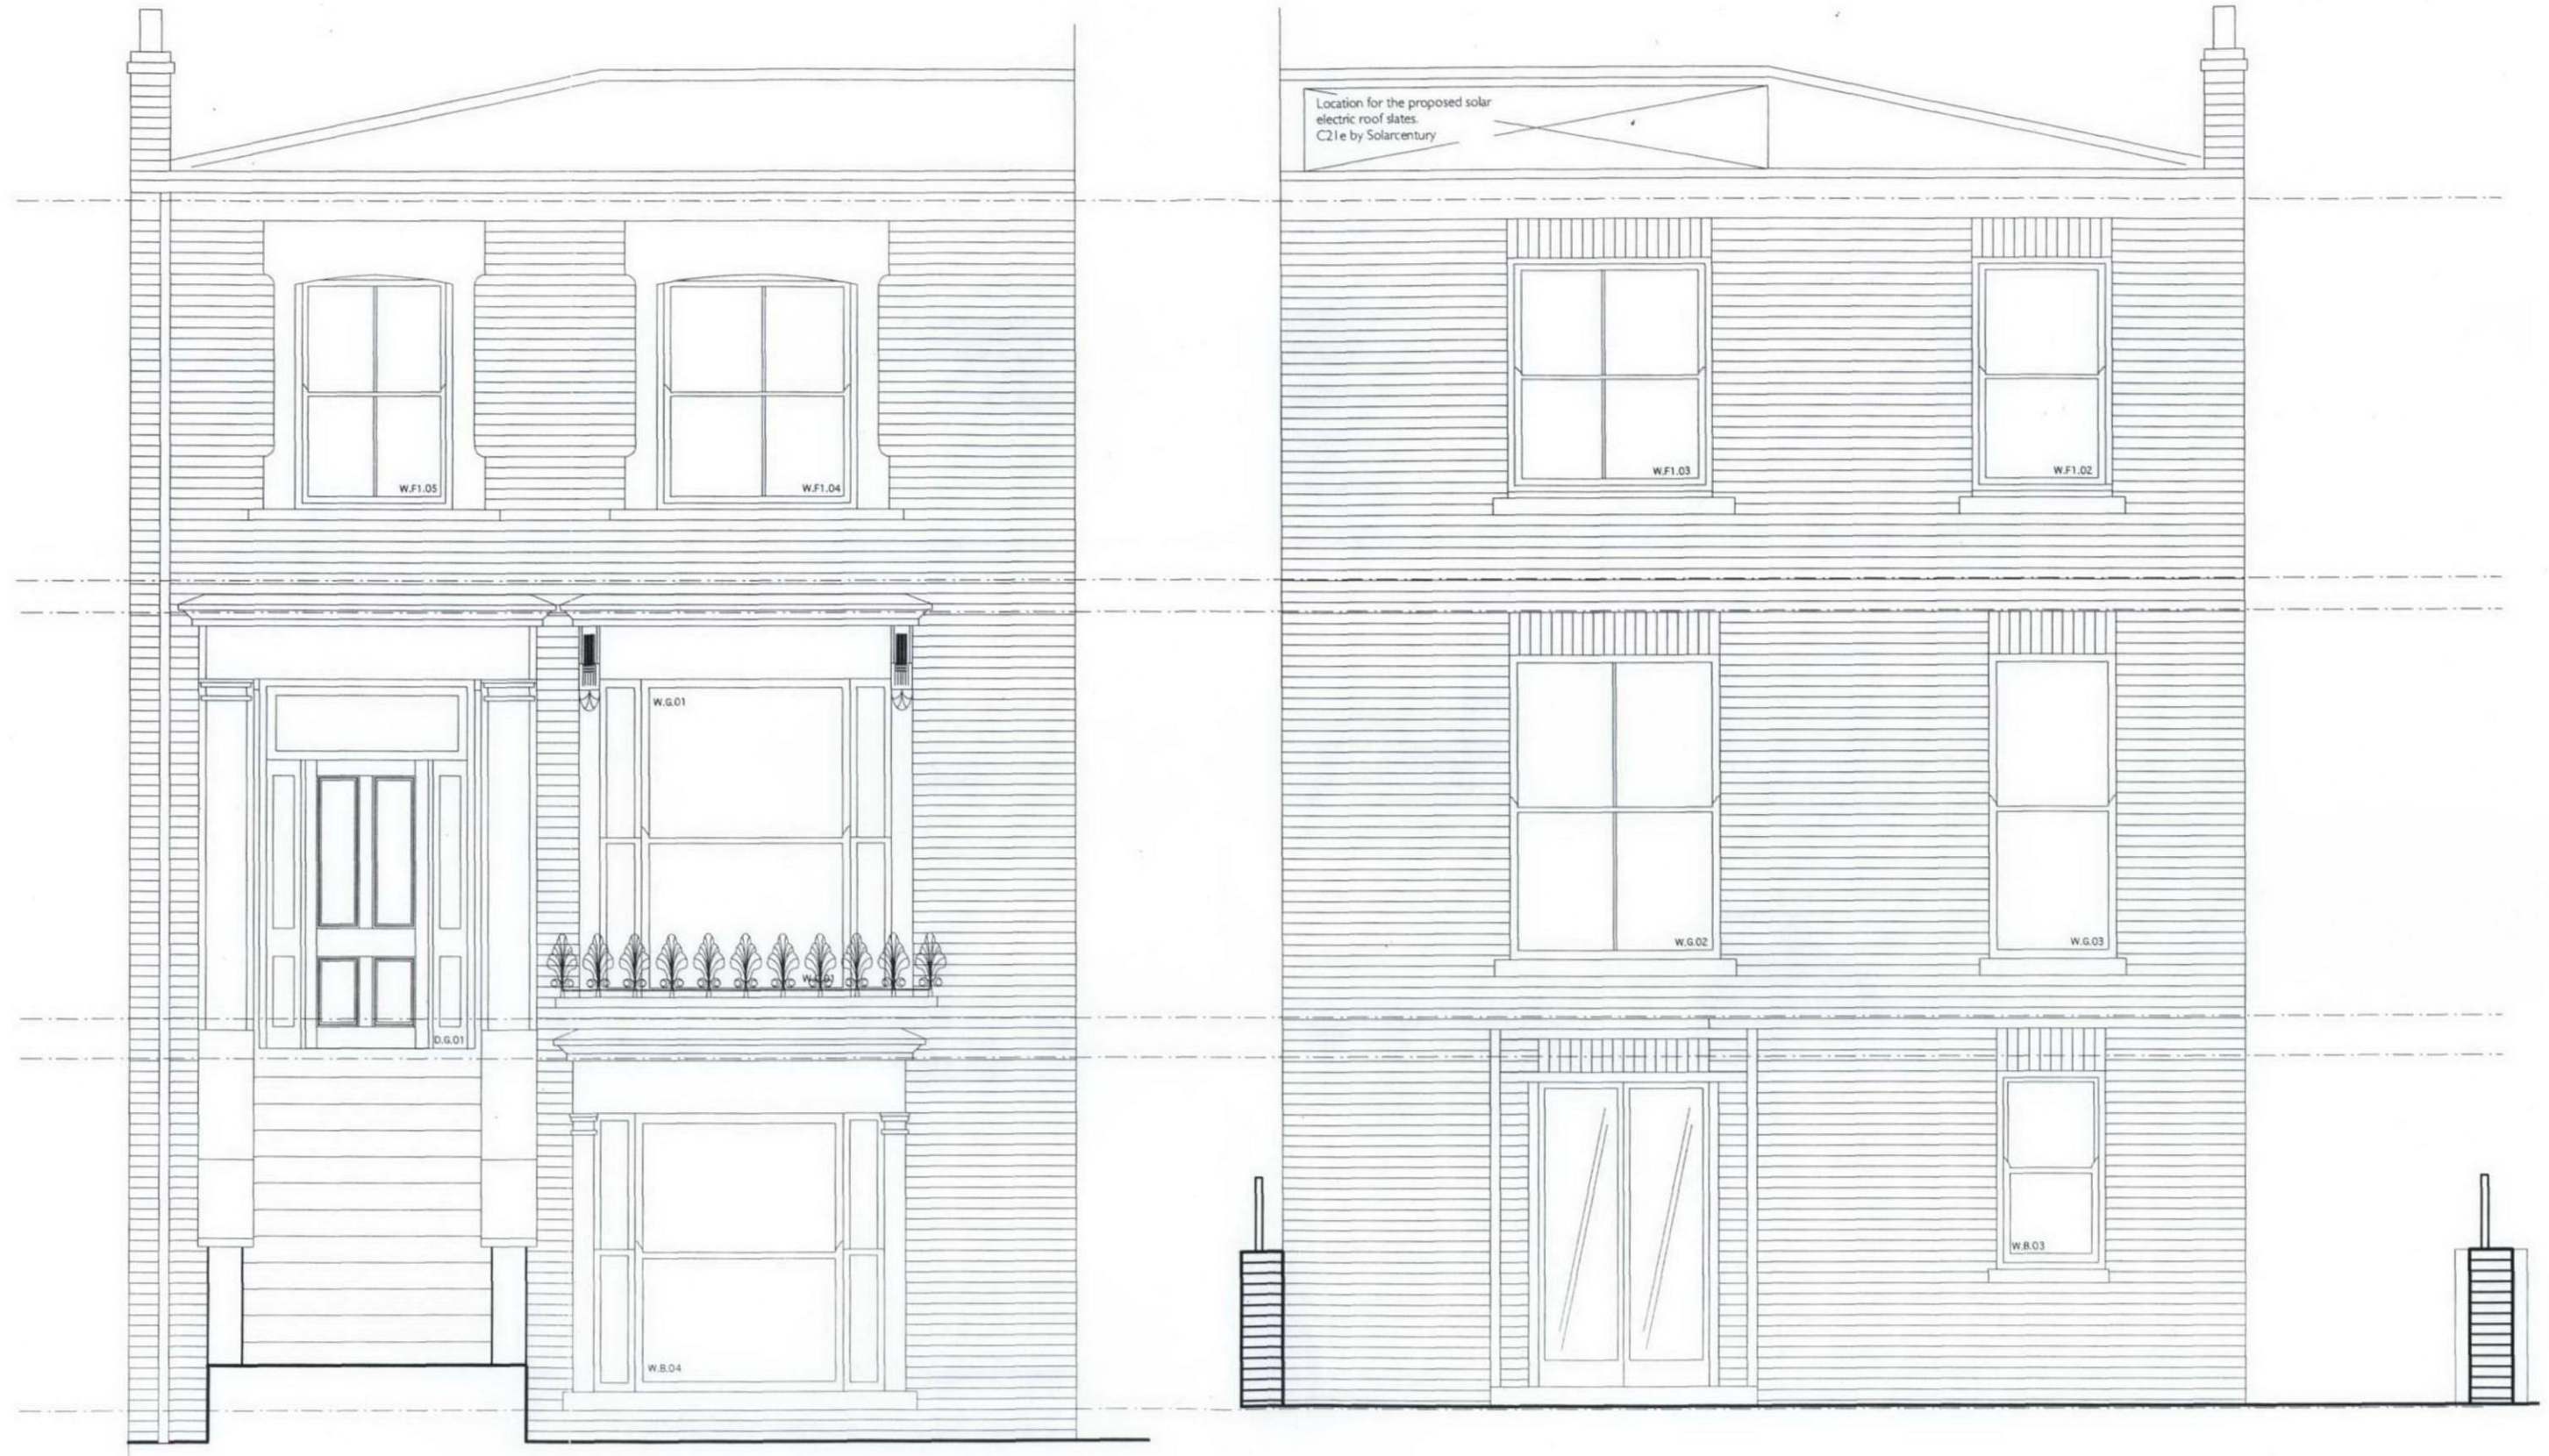 Location for the proposed solar
electric roof slates.
C21e by Solarcentury
W.F1.05
W.F1.04
W.F1.03
W.F1.02
W.G.01
W.G.02
W.G.03
W.G.01
D.G.01
W.B.03
W.B.04